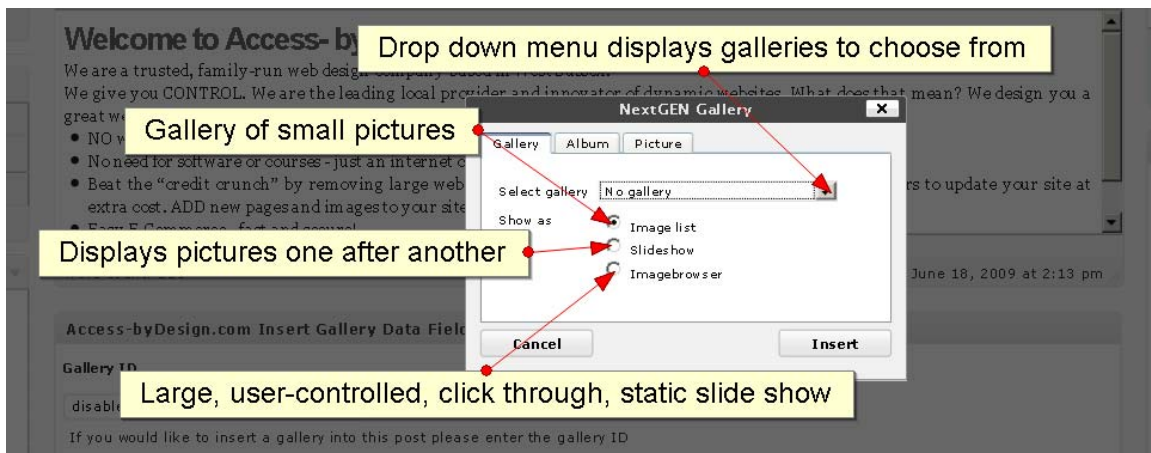 Welcome to Access- by
Drop down menu displays galleries to choose from
We are a trusted, family-run web design company based in West
We give you CONTROL. We are the leading local provider and innovator of dynamic websites. What does that mean? We design you a
great
NextGEN Gallery
Gallery of small pictures
NO
Gallery Album Picture
No need for software or courses - just an internet
Beat the "credit crunch" by removing large web
rs to update your site at
Select gallery No gallery
extra cost. ADD new pages and images to your site
Show as
Image list
Displays pictures one after another
Slideshow
Imagebrowser
June 18, 2009 at 2:13 pm
Access-byDesign.com Insert Gallery Data Field
Cancel Insert
Gallery ID
Large, user-controlled, click through, static slide show
If you would like to insert a gallery into this post please enter the gallery ID